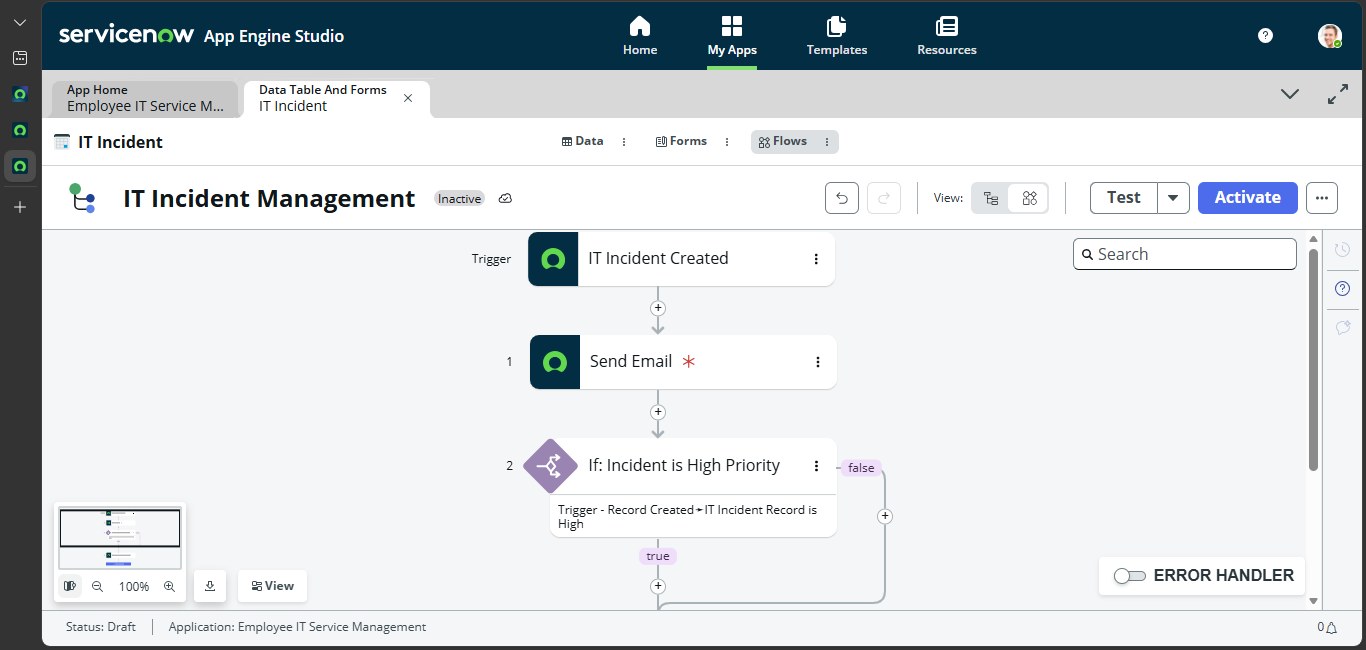 servicenow App Engine Studio
Home
My Apps
Templates
Resources
App Home
Employee IT Service M...
Data Table And Forms
IT Incident
IT Incident
Data
Forms
Flows
IT Incident Management
Inactive
View:
Test
Activate
Search
Trigger
IT Incident Created
1
Send Email *
2
If: Incident is High Priority
false
Trigger - Record Created➛IT Incident Record is
High
true
100%
View
ERROR HANDLER
Status: Draft
Application: Employee IT Service Management
0